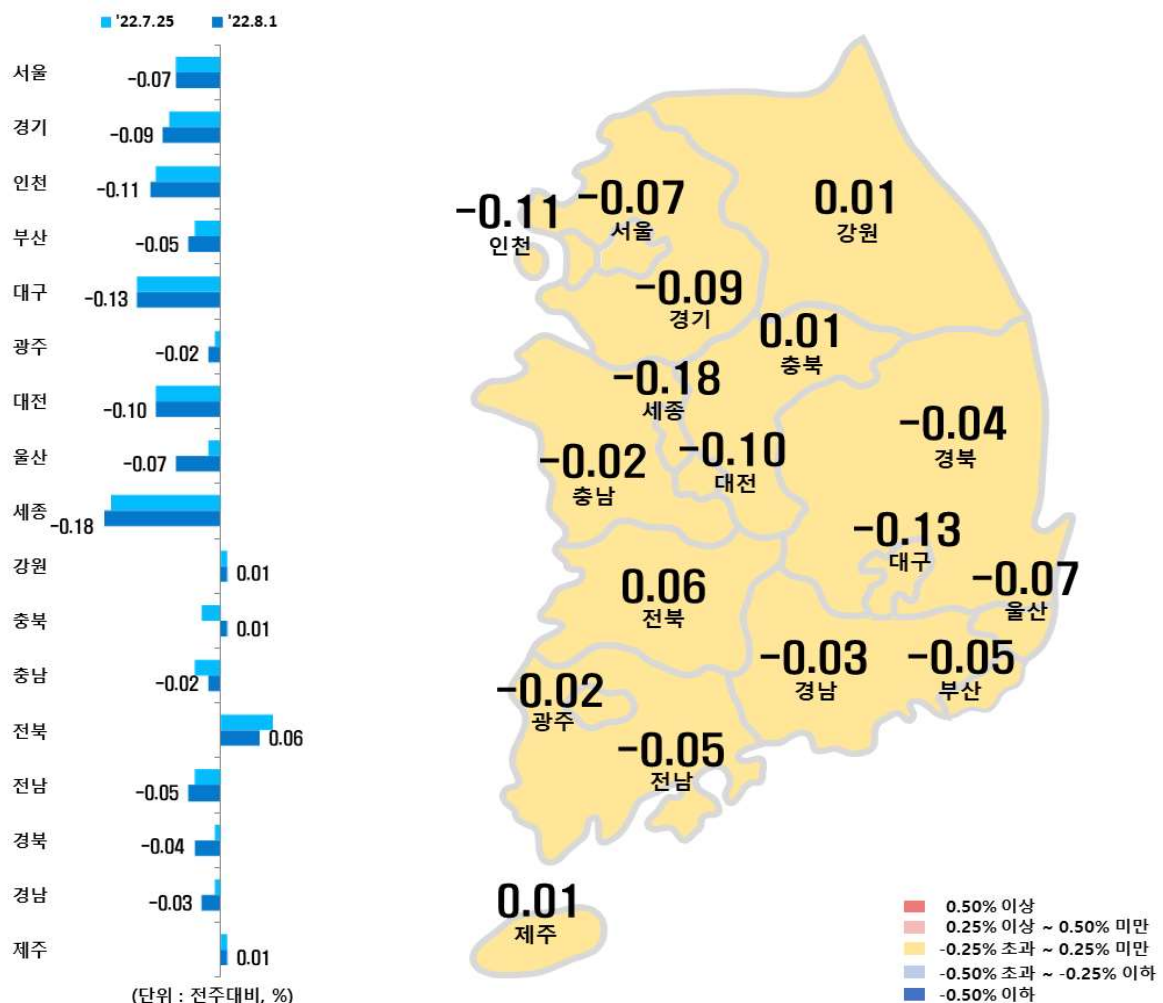 '22.7.25 '22.8.1
서울 -0.07
경기 -0.09
인천 -0.11
부산 -0.05
대구 -0.13
광주 -0.02
대전 -0.10
울산 -0.07
세종 -0.18
강원 0.01
충북 0.01
충남 -0.02
전북 0.06
전남 -0.05
경북 -0.04
경남 -0.03
제주 0.01
(단위 : 전주대비, %)
-0.11
인천
-0.07
서울
0.01
강원
-0.09
경기
0.01
충북
-0.18
세종
-0.04
경북
-0.02
충남
-0.10
대전
-0.13
대구
-0.07
울산
0.06
전북
-0.03
경남
-0.05
부산
-0.02
광주
-0.05
전남
0.01
제주
0.50% 이상
0.25% 이상 ~ 0.50% 미만
-0.25% 초과 ~ 0.25% 미만
-0.50% 초과 ~ -0.25% 이하
-0.50% 이하